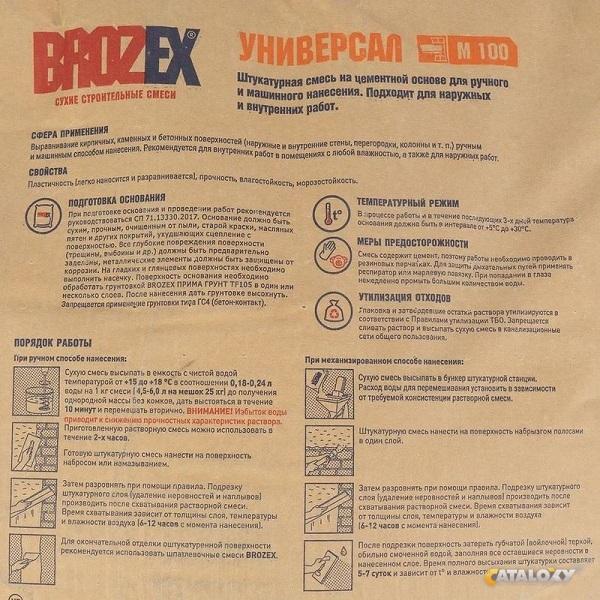 BROZEX®
СУХИЕ СТРОИТЕЛЬНЫЕ СМЕСИ
УНИВЕРСАЛ М 100
Штукатурная смесь на цементной основе для ручного
и машинного нанесения. Подходит для наружных
и внутренних работ.
СФЕРА ПРИМЕНЕНИЯ
Выравнивание кирпичных, каменных и бетонных поверхностей (наружные и внутренние стены, перегородки, колонны и т. п.) ручным
и машинным способом нанесения. Рекомендуется для внутренних работ в помещениях с любой влажностью, а также для наружных работ.
СВОЙСТВА
Пластичность (легко наносится и разравнивается), прочность, влагостойкость, морозостойкость.
ПОДГОТОВКА ОСНОВАНИЯ
При подготовке основания и проведении работ рекомендуется
руководствоваться СП 71.13330.2017. Основание должно быть
сухим, прочным, очищенным от пыли, старой краски, масляных
пятен и других покрытий, ухудшающих сцепление с
поверхностью. Все глубокие повреждения поверхности
(трещины, выбоины и др.) должны быть предварительно
заделаны, металлические элементы должны быть защищены от
коррозии. На гладких и глянцевых поверхностях необходимо
выполнить насечку. Поверхность основания необходимо
обработать грунтовкой BROZEX ПРИМА ГРУНТ TF105 в один или
несколько слоев. После нанесения дать грунтовке высохнуть.
Запрещается применение грунтовки типа ГС4 (бетон-контакт).
t°
ТЕМПЕРАТУРНЫЙ РЕЖИМ
В процессе работы и в течение последующих 3-х дней температура
основания должна быть в интервале от +5°С до +30°С.
МЕРЫ ПРЕДОСТОРОЖНОСТИ
Смесь содержит цемент, поэтому работы необходимо проводить в
резиновых перчатках. Для защиты дыхательных путей применять
респиратор или марлевую повязку. При попадании в глаза
немедленно промыть большим количеством воды.
УТИЛИЗАЦИЯ ОТХОДОВ
Упаковка и затвердевшие остатки раствора утилизируются в
соответствии с Правилами утилизации ТБО. Запрещается
сливать раствор и высыпать сухую смесь в канализационные
сети общего пользования.
ПОРЯДОК РАБОТЫ
При ручном способе нанесения:
Сухую смесь высыпать в емкость с чистой водой
температурой от +15 до +18 °С в соотношении 0,18-0,24 л
воды на 1 кг смеси (4,5-6,0 л на мешок 25 кг) до получения
однородной массы без комков, дать выстояться в течение
10 минут и перемешать вторично. ВНИМАНИЕ! Избыток воды
приводит к снижению прочностных характеристик раствора.
Приготовленную растворную смесь можно использовать в
течение 2-х часов.
Готовую штукатурную смесь нанести на поверхность
набросом или намазыванием.
Затем разровнять при помощи правила. Подрезку
штукатурного слоя (удаление неровностей и наплывов)
производить после схватывания растворной смеси.
Время схватывания зависит от толщины слоя, температуры
и влажности воздуха (6-12 часов с момента нанесения).
Для окончательной отделки оштукатуренной поверхности
рекомендуется использовать шпатлевочные смеси BROZEX.
При механизированном способе нанесения:
Сухую смесь высыпать в бункер штукатурной станции.
Расход воды для перемешивания устанавливается в зависимости
от требуемой консистенции растворной смеси.
Штукатурную смесь нанести на поверхность набрызгом полосами
в один слой.
Затем разровнять при помощи правила. Подрезку штукатурного
слоя (удаление неровностей и наплывов) производить после
схватывания растворной смеси. Время схватывания зависит от
от толщины слоя, температуры и влажности воздуха
(6-12 часов с момента нанесения).
После подрезки поверхность затереть губчатой (войлочной) теркой,
обильно смоченной водой, заполняя все оставшиеся неровности в
нанесенном слое. Полное высыхание поверхности составляет
5-7 суток и зависит от t° и влажности
CATALOXY